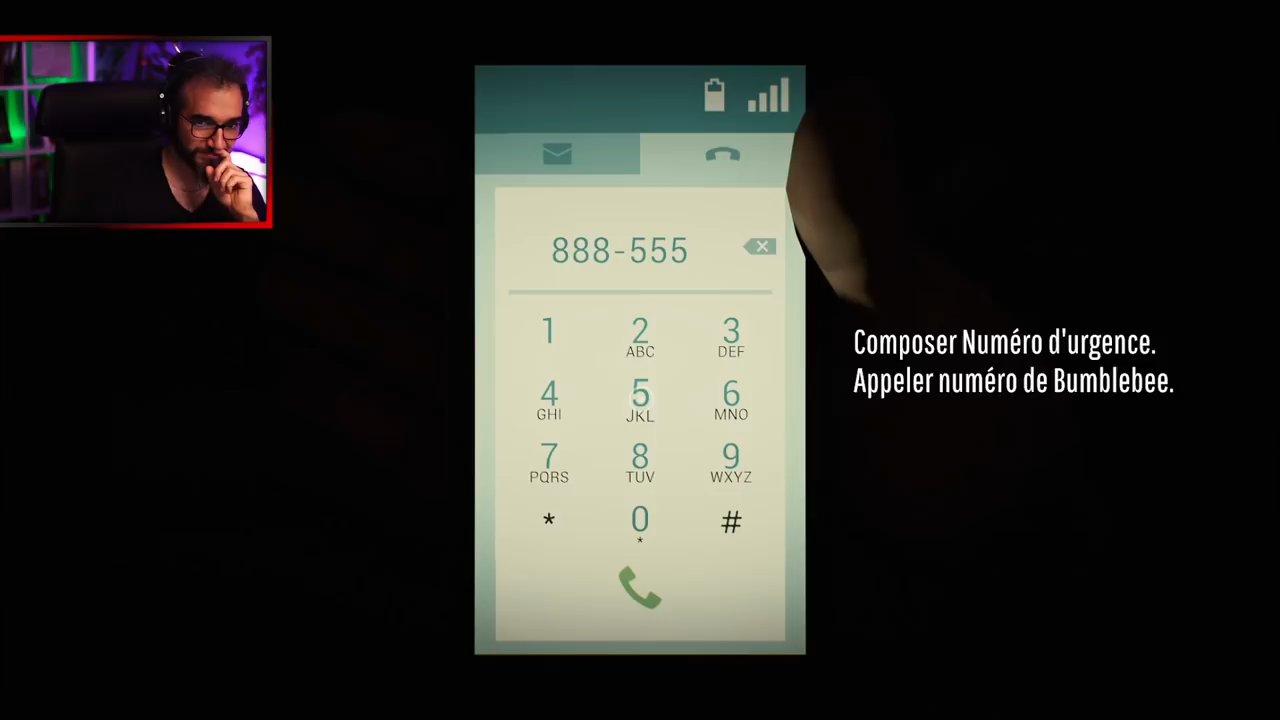 888-555
1
2
ABC
3
DEF
4
GHI
5
JKL
6
MNO
7
PQRS
8
TUV
9
WXYZ
*
0
*
#
Composer Numéro d'urgence.
Appeler numéro de Bumblebee.